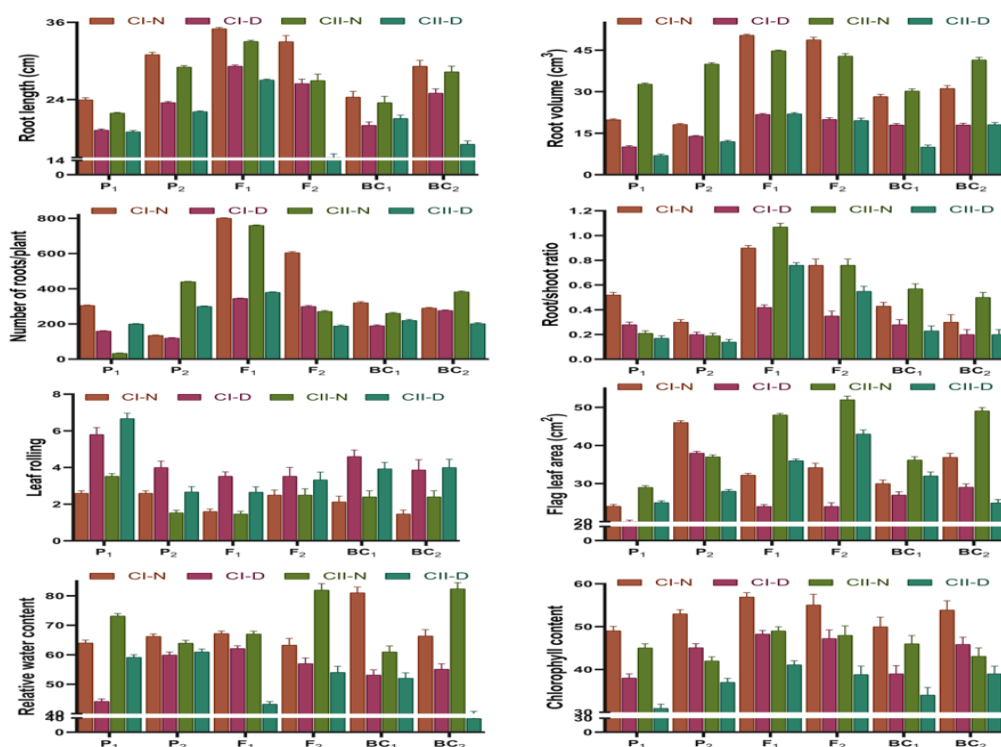 CI-N CI-D CII-N CII-D
Root length (cm)
36
24
14
0
P1 P2 F1 F2 BC1 BC2
CI-N CI-D CII-N CII-D
Root volume (cm3)
45
30
15
0
P1 P2 F1 F2 BC1 BC2
CI-N CI-D CII-N CII-D
Number of roots/plant
800
600
400
200
0
P1 P2 F1 F2 BC1 BC2
CI-N CI-D CII-N CII-D
Root/shoot ratio
1.2
1.0
0.8
0.6
0.4
0.2
0.0
P1 P2 F1 F2 BC1 BC2
CI-N CI-D CII-N CII-D
Leaf rolling
8
6
4
2
0
P1 P2 F1 F2 BC1 BC2
CI-N CI-D CII-N CII-D
Flag leaf area (cm2)
50
40
30
28
0
P1 P2 F1 F2 BC1 BC2
CI-N CI-D CII-N CII-D
Relative water content
80
70
60
50
48
0
P1 P2 F1 F2 BC1 BC2
CI-N CI-D CII-N CII-D
Chlorophyll content
60
50
40
38
38
0
P1 P2 F1 F2 BC1 BC2